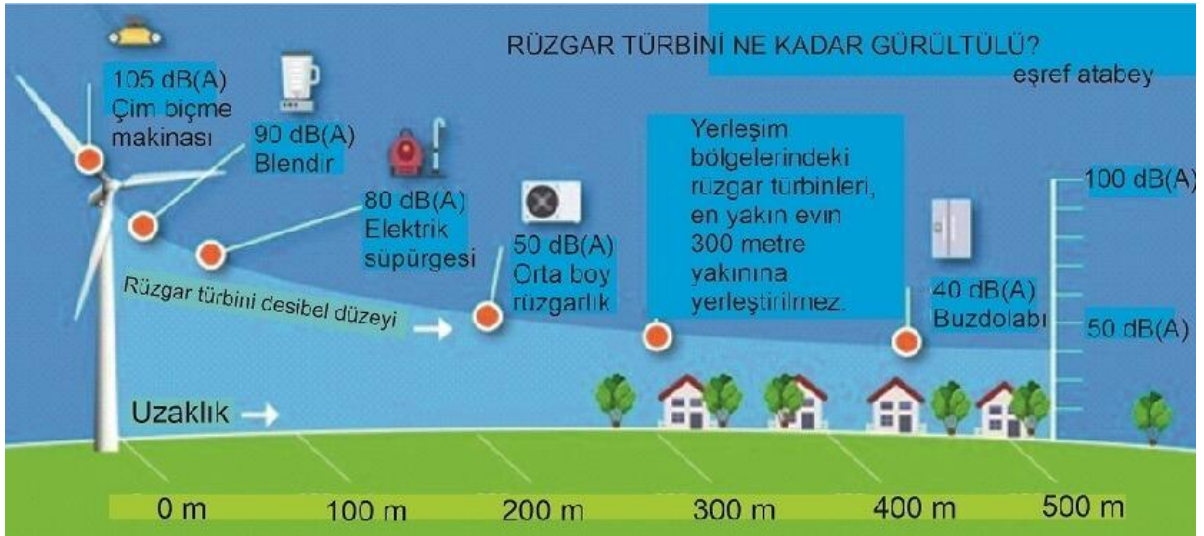 RÜZGAR TÜRBİNİ NE KADAR GÜRÜLTÜLÜ?
eşref atabey
105 dB(A)
Çim biçme
makinası
90 dB(A)
Blendır
80 dB(A)
Elektrik
süpürgesi
50 dB(A)
Orta boy
rüzgarlık
Yerleşim
bölgelerindeki
rüzgar türbinleri,
en yakın evin
300 metre
yakınına
yerleştirilmez.
40 dB(A)
Buzdolabı
100 dB(A)
50 dB(A)
Rüzgar türbini desibel düzeyi
Uzaklık
0 m
100 m
200 m
300 m
400 m
500 m